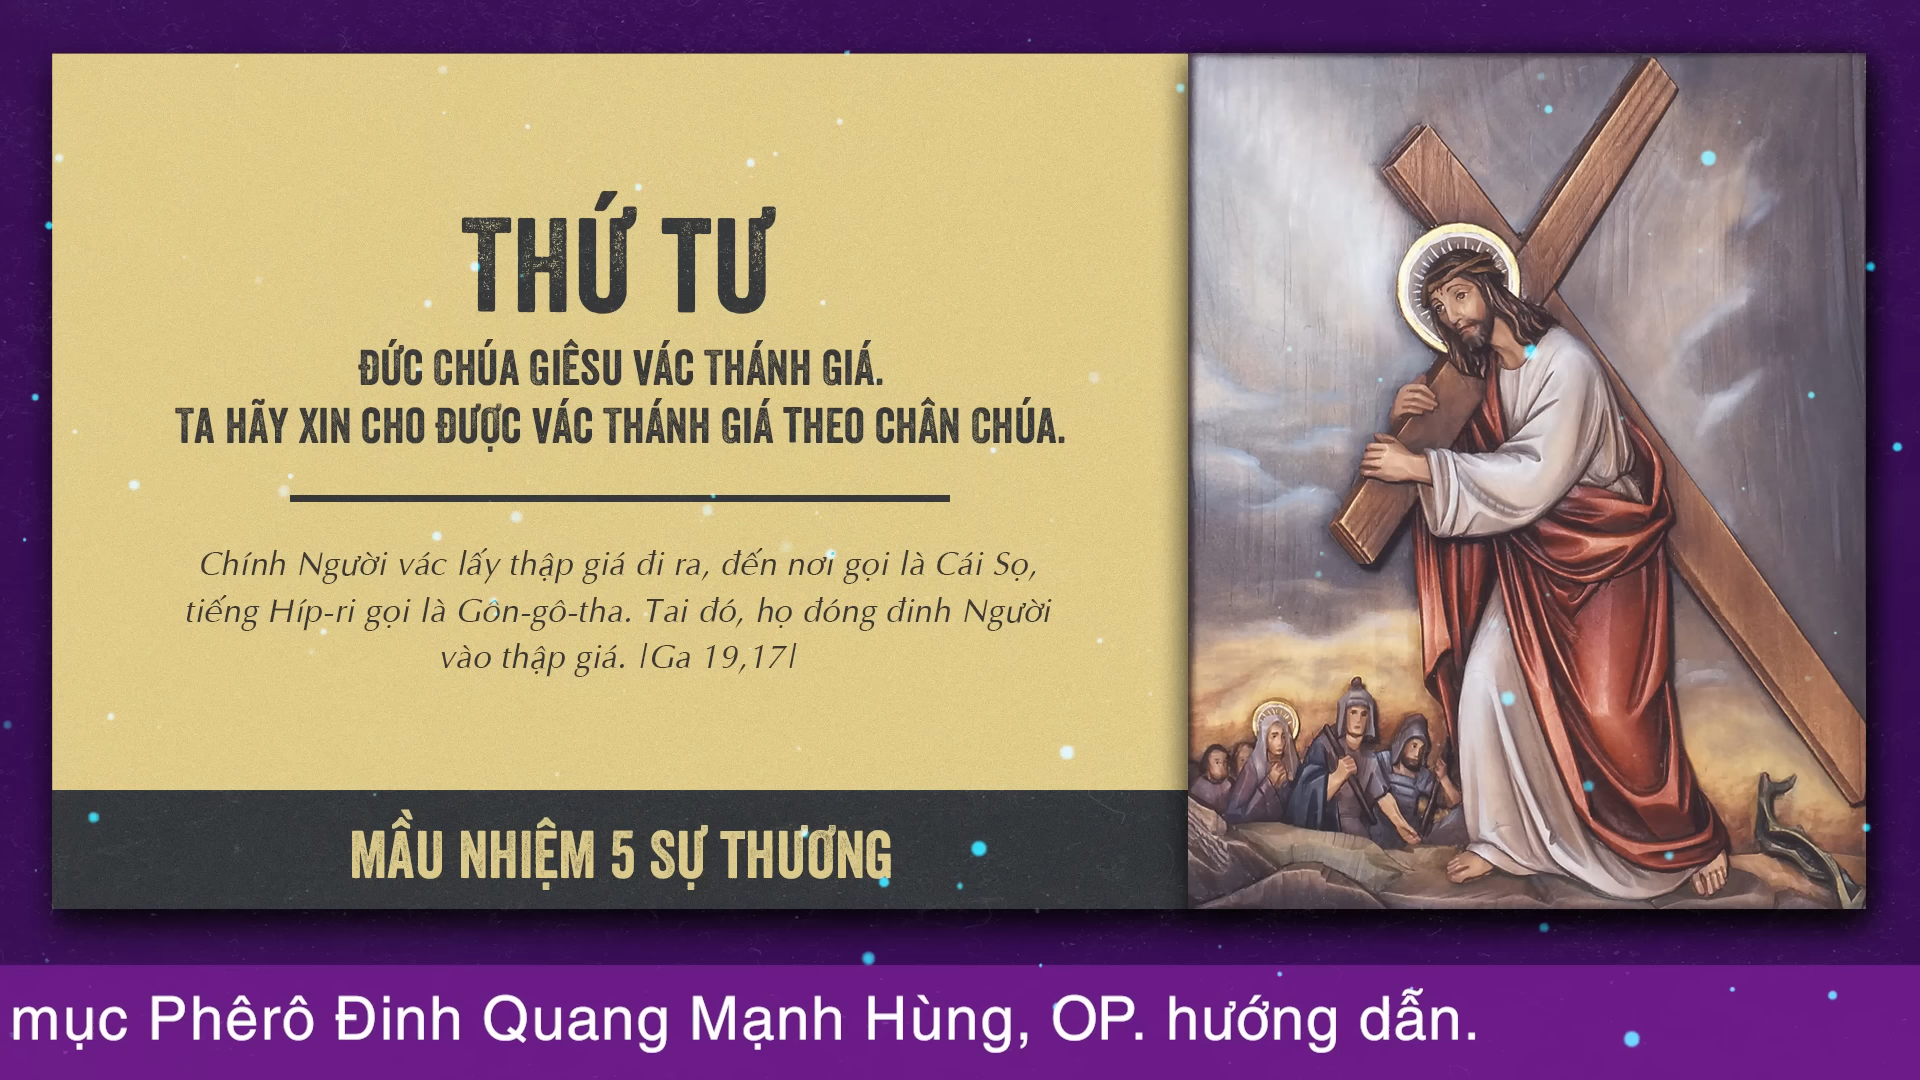 THỨ TƯ
ĐỨC CHÚA GIÊSU VÁC THÁNH GIÁ.
TA HÃY XIN CHO ĐƯỢC VÁC THÁNH GIÁ THEO CHÂN CHÚA.
Chính Người vác lấy thập giá đi ra, đến nơi gọi là Cái Sọ,
tiếng Híp-ri gọi là Gôn-gô-tha. Tai đó, họ đóng đinh Người
vào thập giá. |Ga 19,17|
MẦU NHIỆM 5 SỰ THƯƠNG
mục Phêrô Đinh Quang Mạnh Hùng, OP. hướng dẫn.